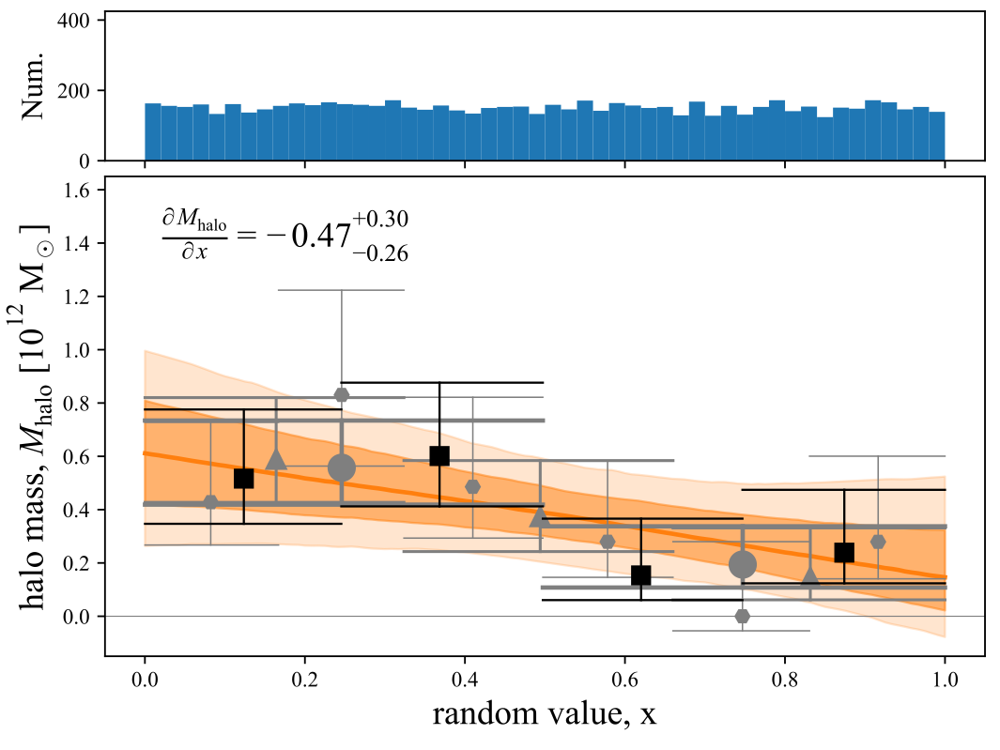 400
200
0
Num.
1.6
1.4
1.2
1.0
0.8
0.6
0.4
0.2
0.0
halo mass, M_halo [10^12 M_⊙]
∂M_halo/∂x = −0.47^{+0.30}_{−0.26}
0.0 0.2 0.4 0.6 0.8 1.0
random value, x